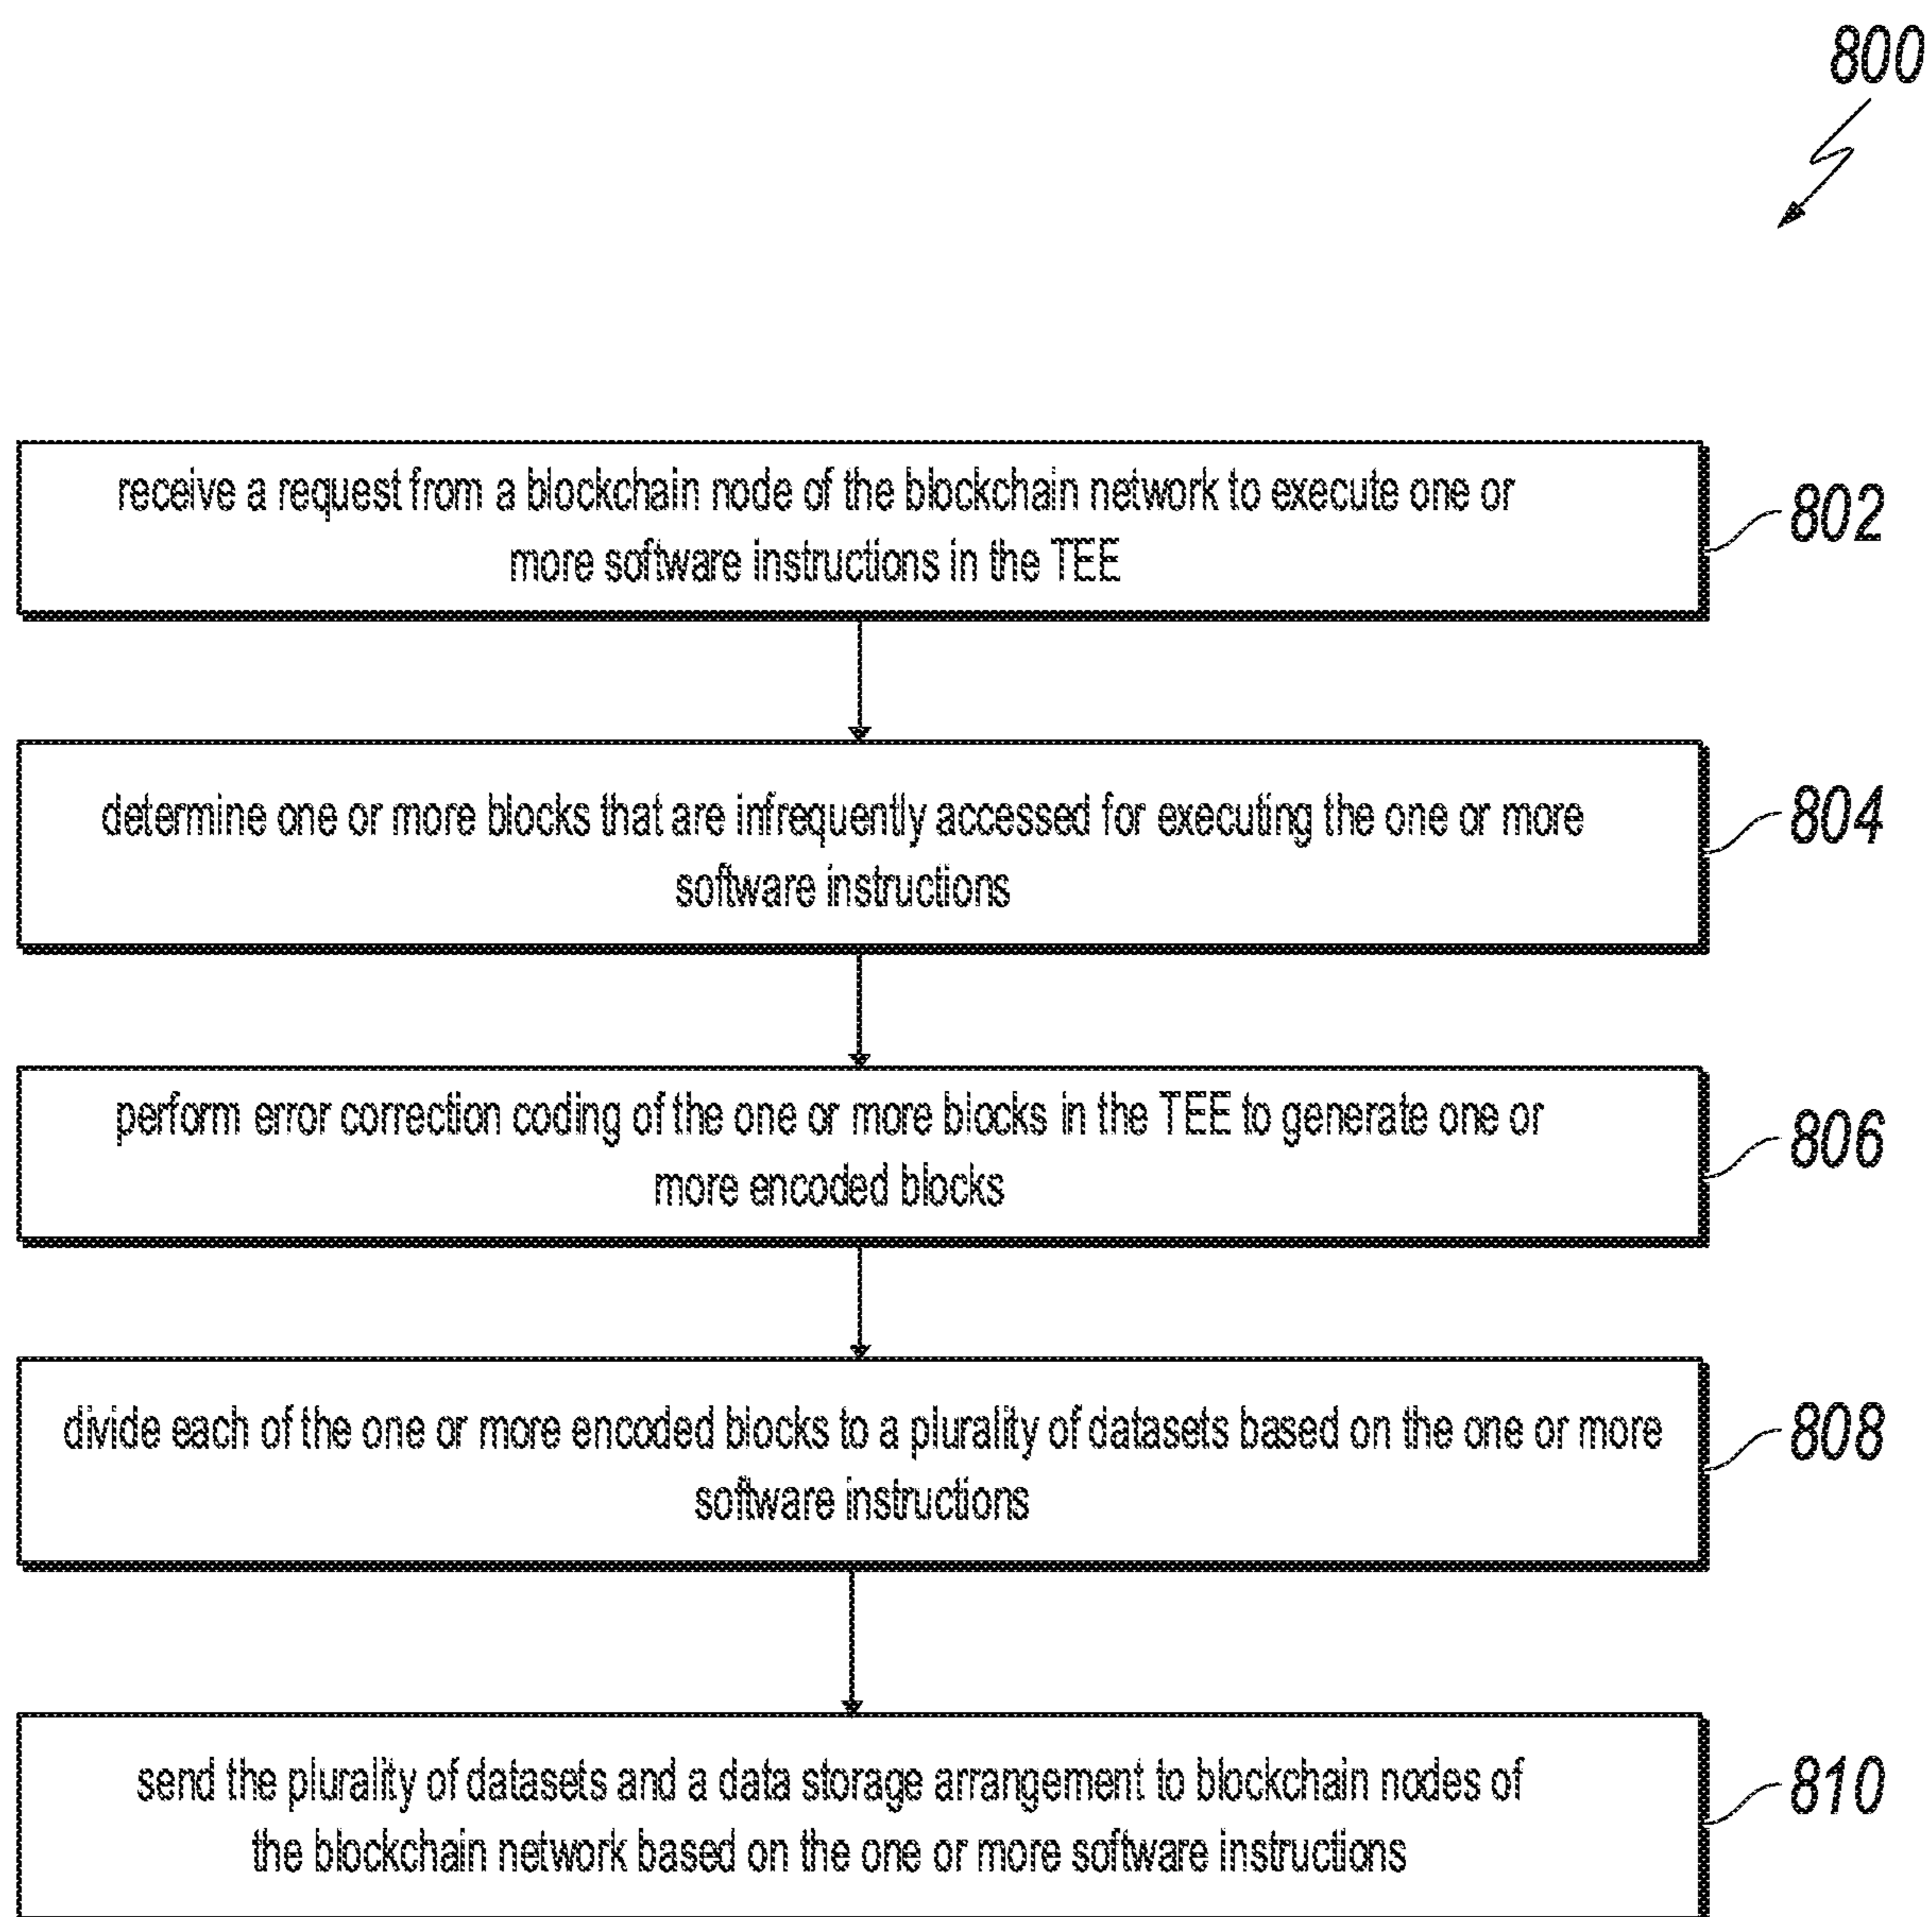 800
receive a request from a blockchain node of the blockchain network to execute one or
more software instructions in the TEE
802
determine one or more blocks that are infrequently accessed for executing the one or more
software instructions
804
perform error correction coding of the one or more blocks in the TEE to generate one or
more encoded blocks
806
divide each of the one or more encoded blocks to a plurality of datasets based on the one or more
software instructions
808
send the plurality of datasets and a data storage arrangement to blockchain nodes of
the blockchain network based on the one or more software instructions
810